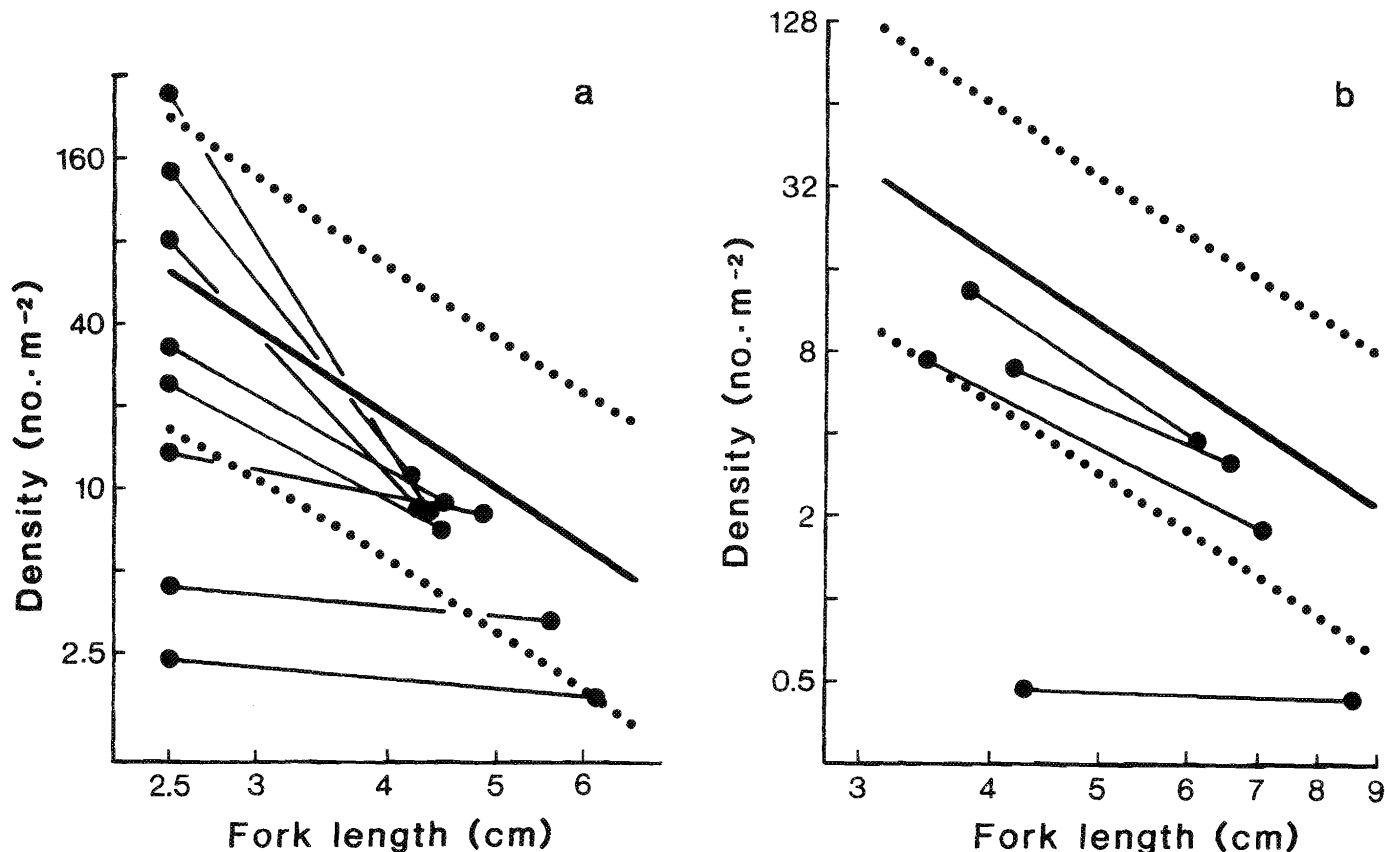 a
160
40
10
2.5
Density (no.·m⁻²)
2.5 3 4 5 6
Fork length (cm)
b
128
32
8
2
0.5
Density (no.·m⁻²)
3 4 5 6 7 8 9
Fork length (cm)